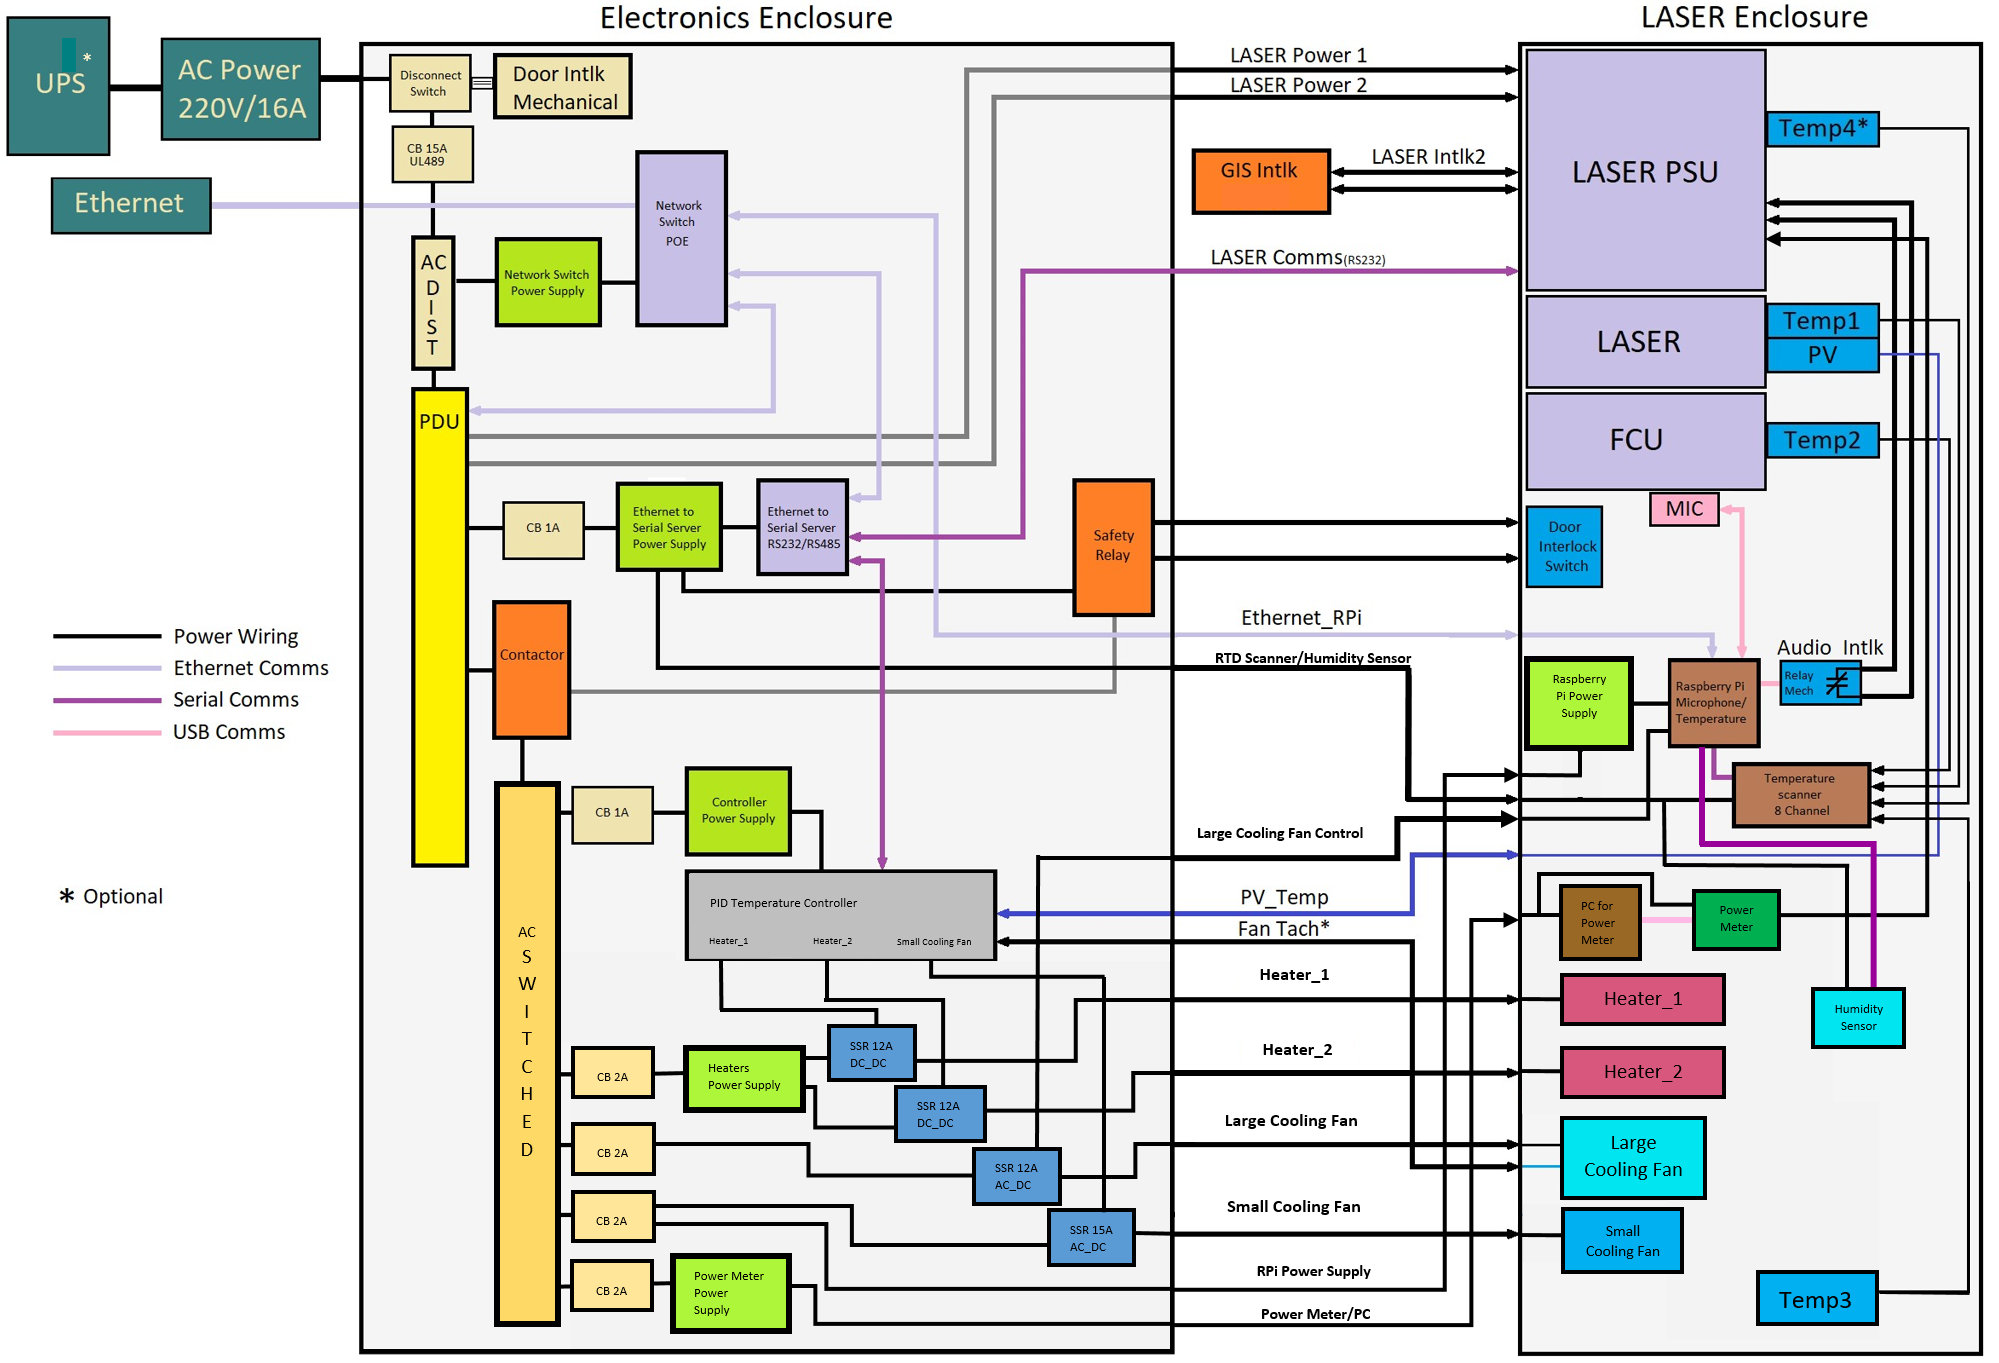 Electronics Enclosure
LASER Enclosure
UPS
*
AC Power
220V/16A
Disconnect
Switch
Door Intlk
Mechanical
CB 15A
UL489
Ethernet
Network
Switch
POE
AC
D
I
S
T
Network Switch
Power Supply
PDU
CB 1A
Ethernet to
Serial Server
Power Supply
Ethernet to
Serial Server
RS232/RS485
Safety
Relay
Contactor
Power Wiring
Ethernet Comms
Serial Comms
USB Comms
* Optional
CB 1A
Controller
Power Supply
PID Temperature Controller
Heater_1
Heater_2
Small Cooling Fan
AC
S
W
I
T
C
H
E
D
SSR 12A
DC_DC
CB 2A
Heaters
Power Supply
SSR 12A
DC_DC
CB 2A
SSR 12A
AC_DC
CB 2A
SSR 15A
AC_DC
CB 2A
Power Meter
Power
Supply
LASER Power 1
LASER Power 2
GIS Intlk
LASER Intlk2
LASER Comms(RS232)
Ethernet_RPi
RTD Scanner/Humidity Sensor
Large Cooling Fan Control
PV_Temp
Fan Tach*
Heater_1
Heater_2
Large Cooling Fan
Small Cooling Fan
RPi Power Supply
Power Meter/PC
LASER PSU
Temp4*
LASER
Temp1
PV
FCU
Temp2
MIC
Door
Interlock
Switch
Audio Intlk
Raspberry
Pi Power
Supply
Raspberry Pi
Microphone/
Temperature
Relay
Mech
Temperature
scanner
8 Channel
PC for
Power
Meter
Power
Meter
Heater_1
Humidity
Sensor
Heater_2
Large
Cooling Fan
Small
Cooling Fan
Temp3